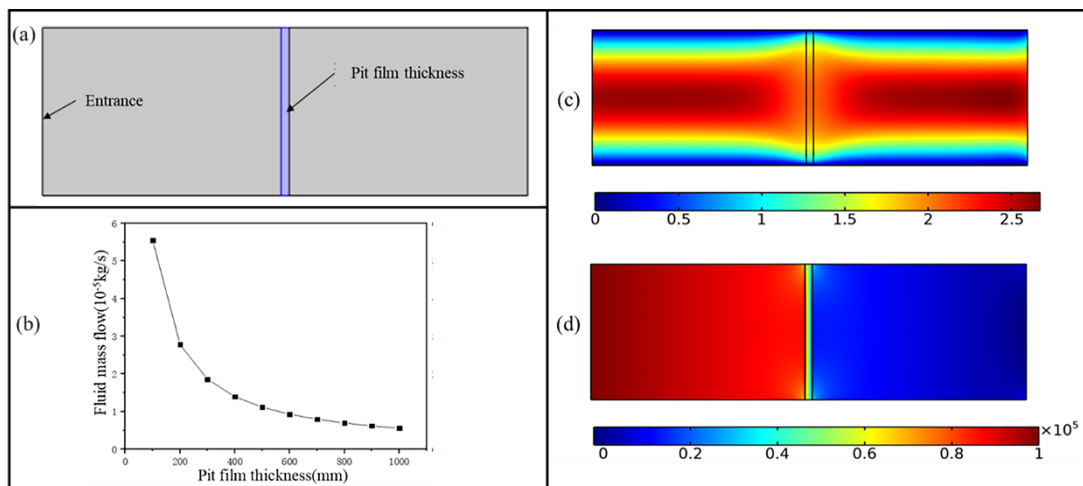 (a)
Pit film thickness
Entrance
(b)
Fluid mass flow(10⁻⁵kg/s)
6
5
4
3
2
1
0
0 200 400 600 800 1000
Pit film thickness(mm)
(c)
0 0.5 1 1.5 2 2.5
(d)
×10⁵
0 0.2 0.4 0.6 0.8 1